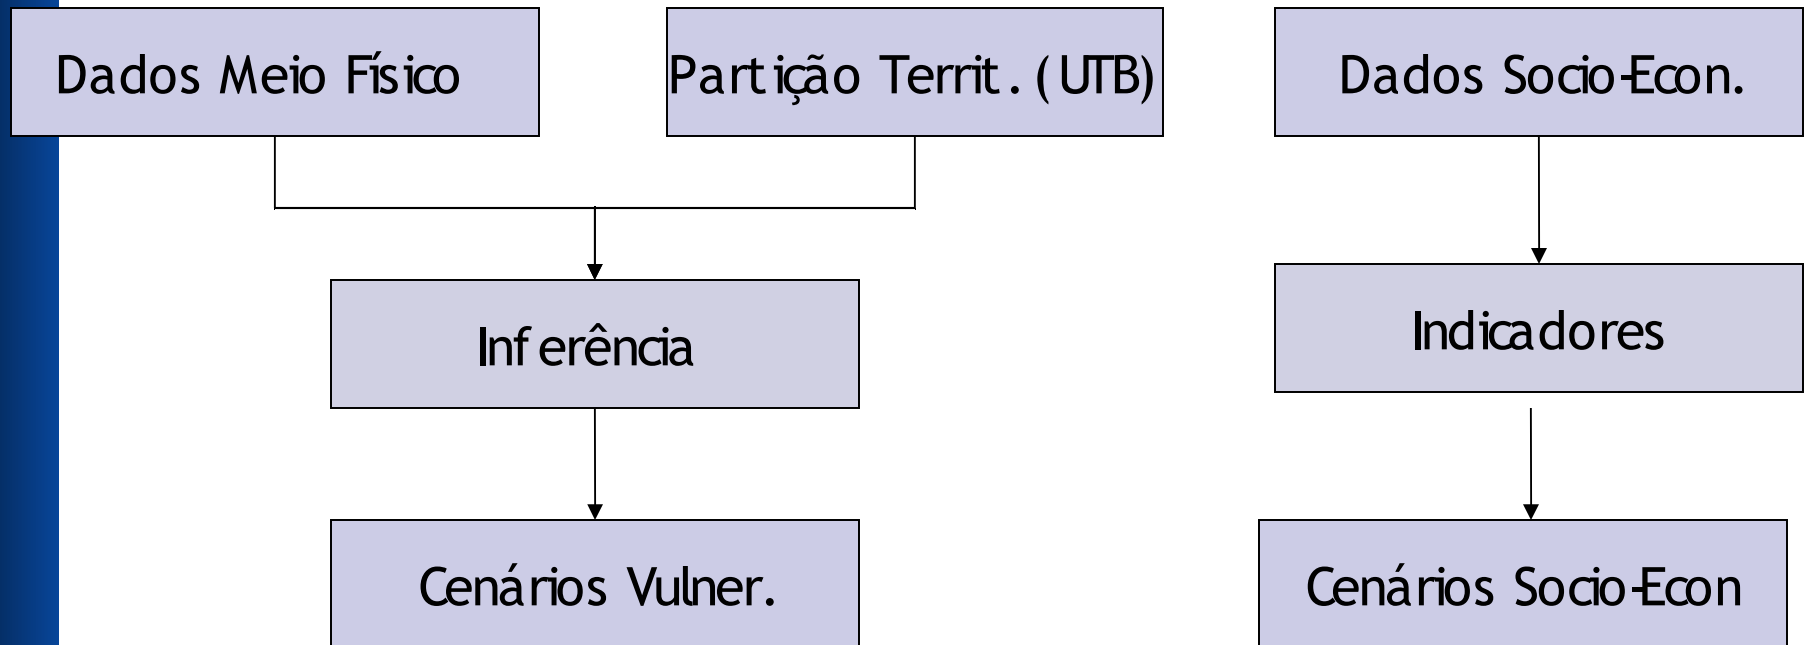 Dados Meio Físico
Partição Territ. (UTB)
Dados Socio-Econ.
Inferência
Indicadores
Cenários Vulner.
Cenários Socio-Econ